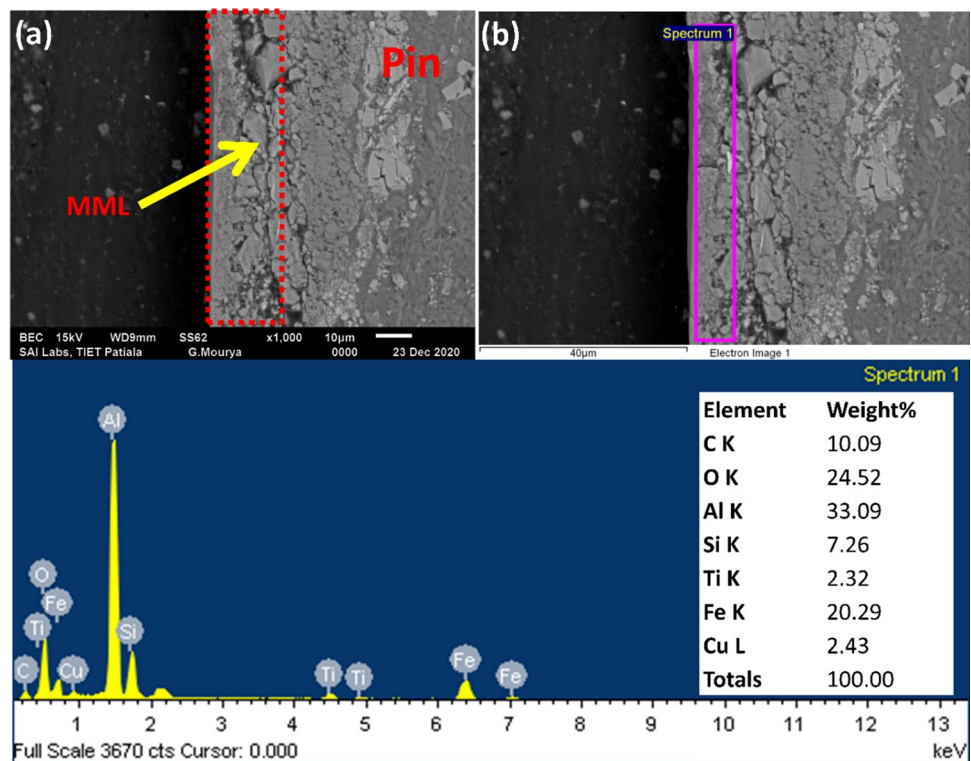 (a)
Pin
MML
BEC 15kV WD9mm SS62 x1,000 10µm
SAI Labs, TIET Patiala G.Mourya 0000 23 Dec 2020
(b)
Spectrum 1
40µm Electron Image 1
Spectrum 1
Element Weight%
C K 10.09
O K 24.52
Al K 33.09
Si K 7.26
Ti K 2.32
Fe K 20.29
Cu L 2.43
Totals 100.00
Al
O
Fe
Ti
Si
C
Cu
Ti
Ti
Fe
Fe
1 2 3 4 5 6 7 8 9 10 11 12 13
Full Scale 3670 cts Cursor: 0.000 keV